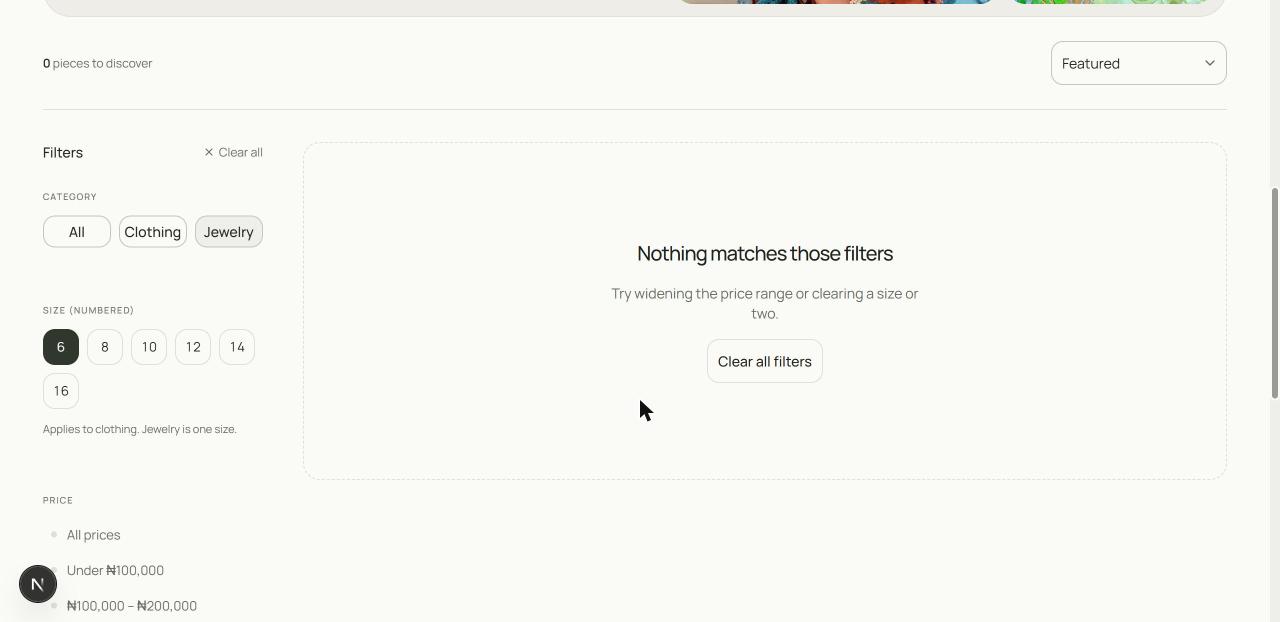 0 pieces to discover
Featured
Filters
Clear all
CATEGORY
All
Clothing
Jewelry
SIZE (NUMBERED)
6
8
10
12
14
16
Applies to clothing. Jewelry is one size.
PRICE
All prices
Under ₦100,000
₦100,000 – ₦200,000
Nothing matches those filters
Try widening the price range or clearing a size or
two.
Clear all filters
N